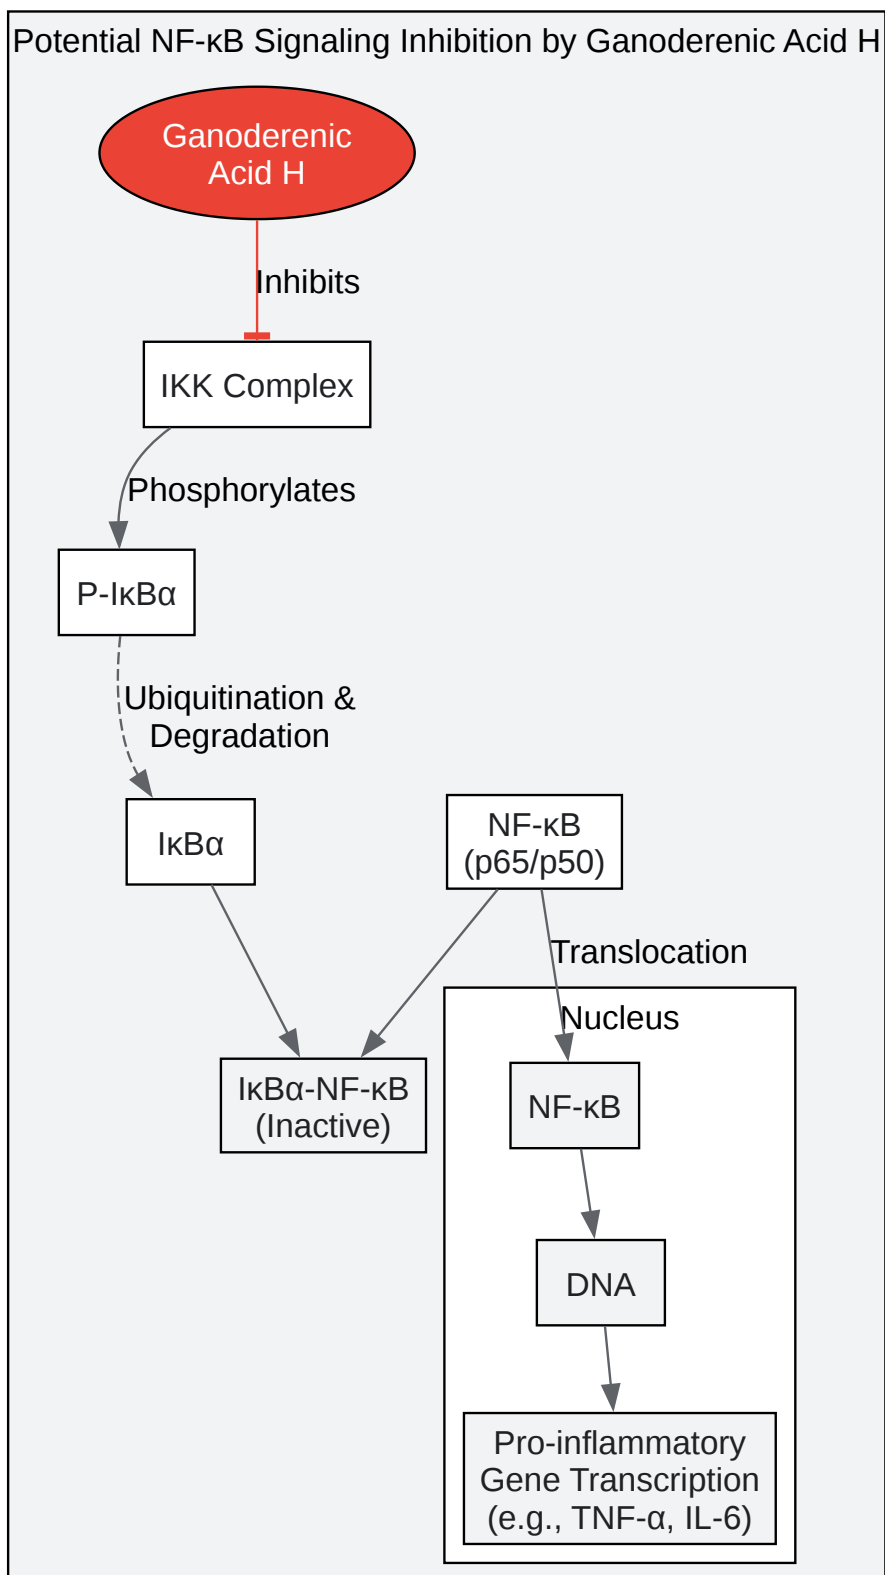 Potential NF-κB Signaling Inhibition by Ganoderenic Acid H
Ganoderenic
Acid H
Inhibits
IKK Complex
Phosphorylates
P-IκBα
Ubiquitination &
Degradation
IκBα
NF-κB
(p65/p50)
Translocation
Nucleus
IκBα-NF-κB
(Inactive)
NF-κB
DNA
Pro-inflammatory
Gene Transcription
(e.g., TNF-α, IL-6)